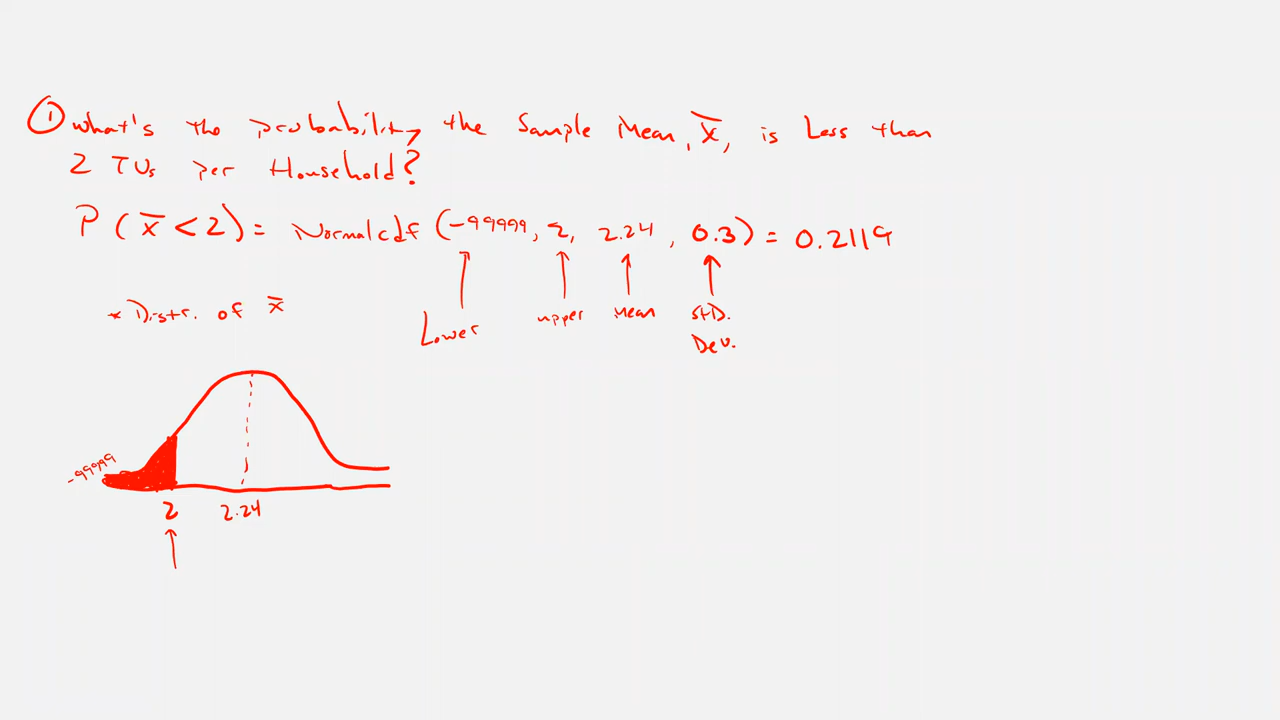 ① What's the probability the Sample Mean, x̄, is Less than
2 TVs per Household?
P(x̄ < 2) = Normalcdf (-99999, 2, 2.24, 0.3) = 0.2119
Lower upper Mean STD. Dev.
* Distr. of x̄
-99999
2 2.24